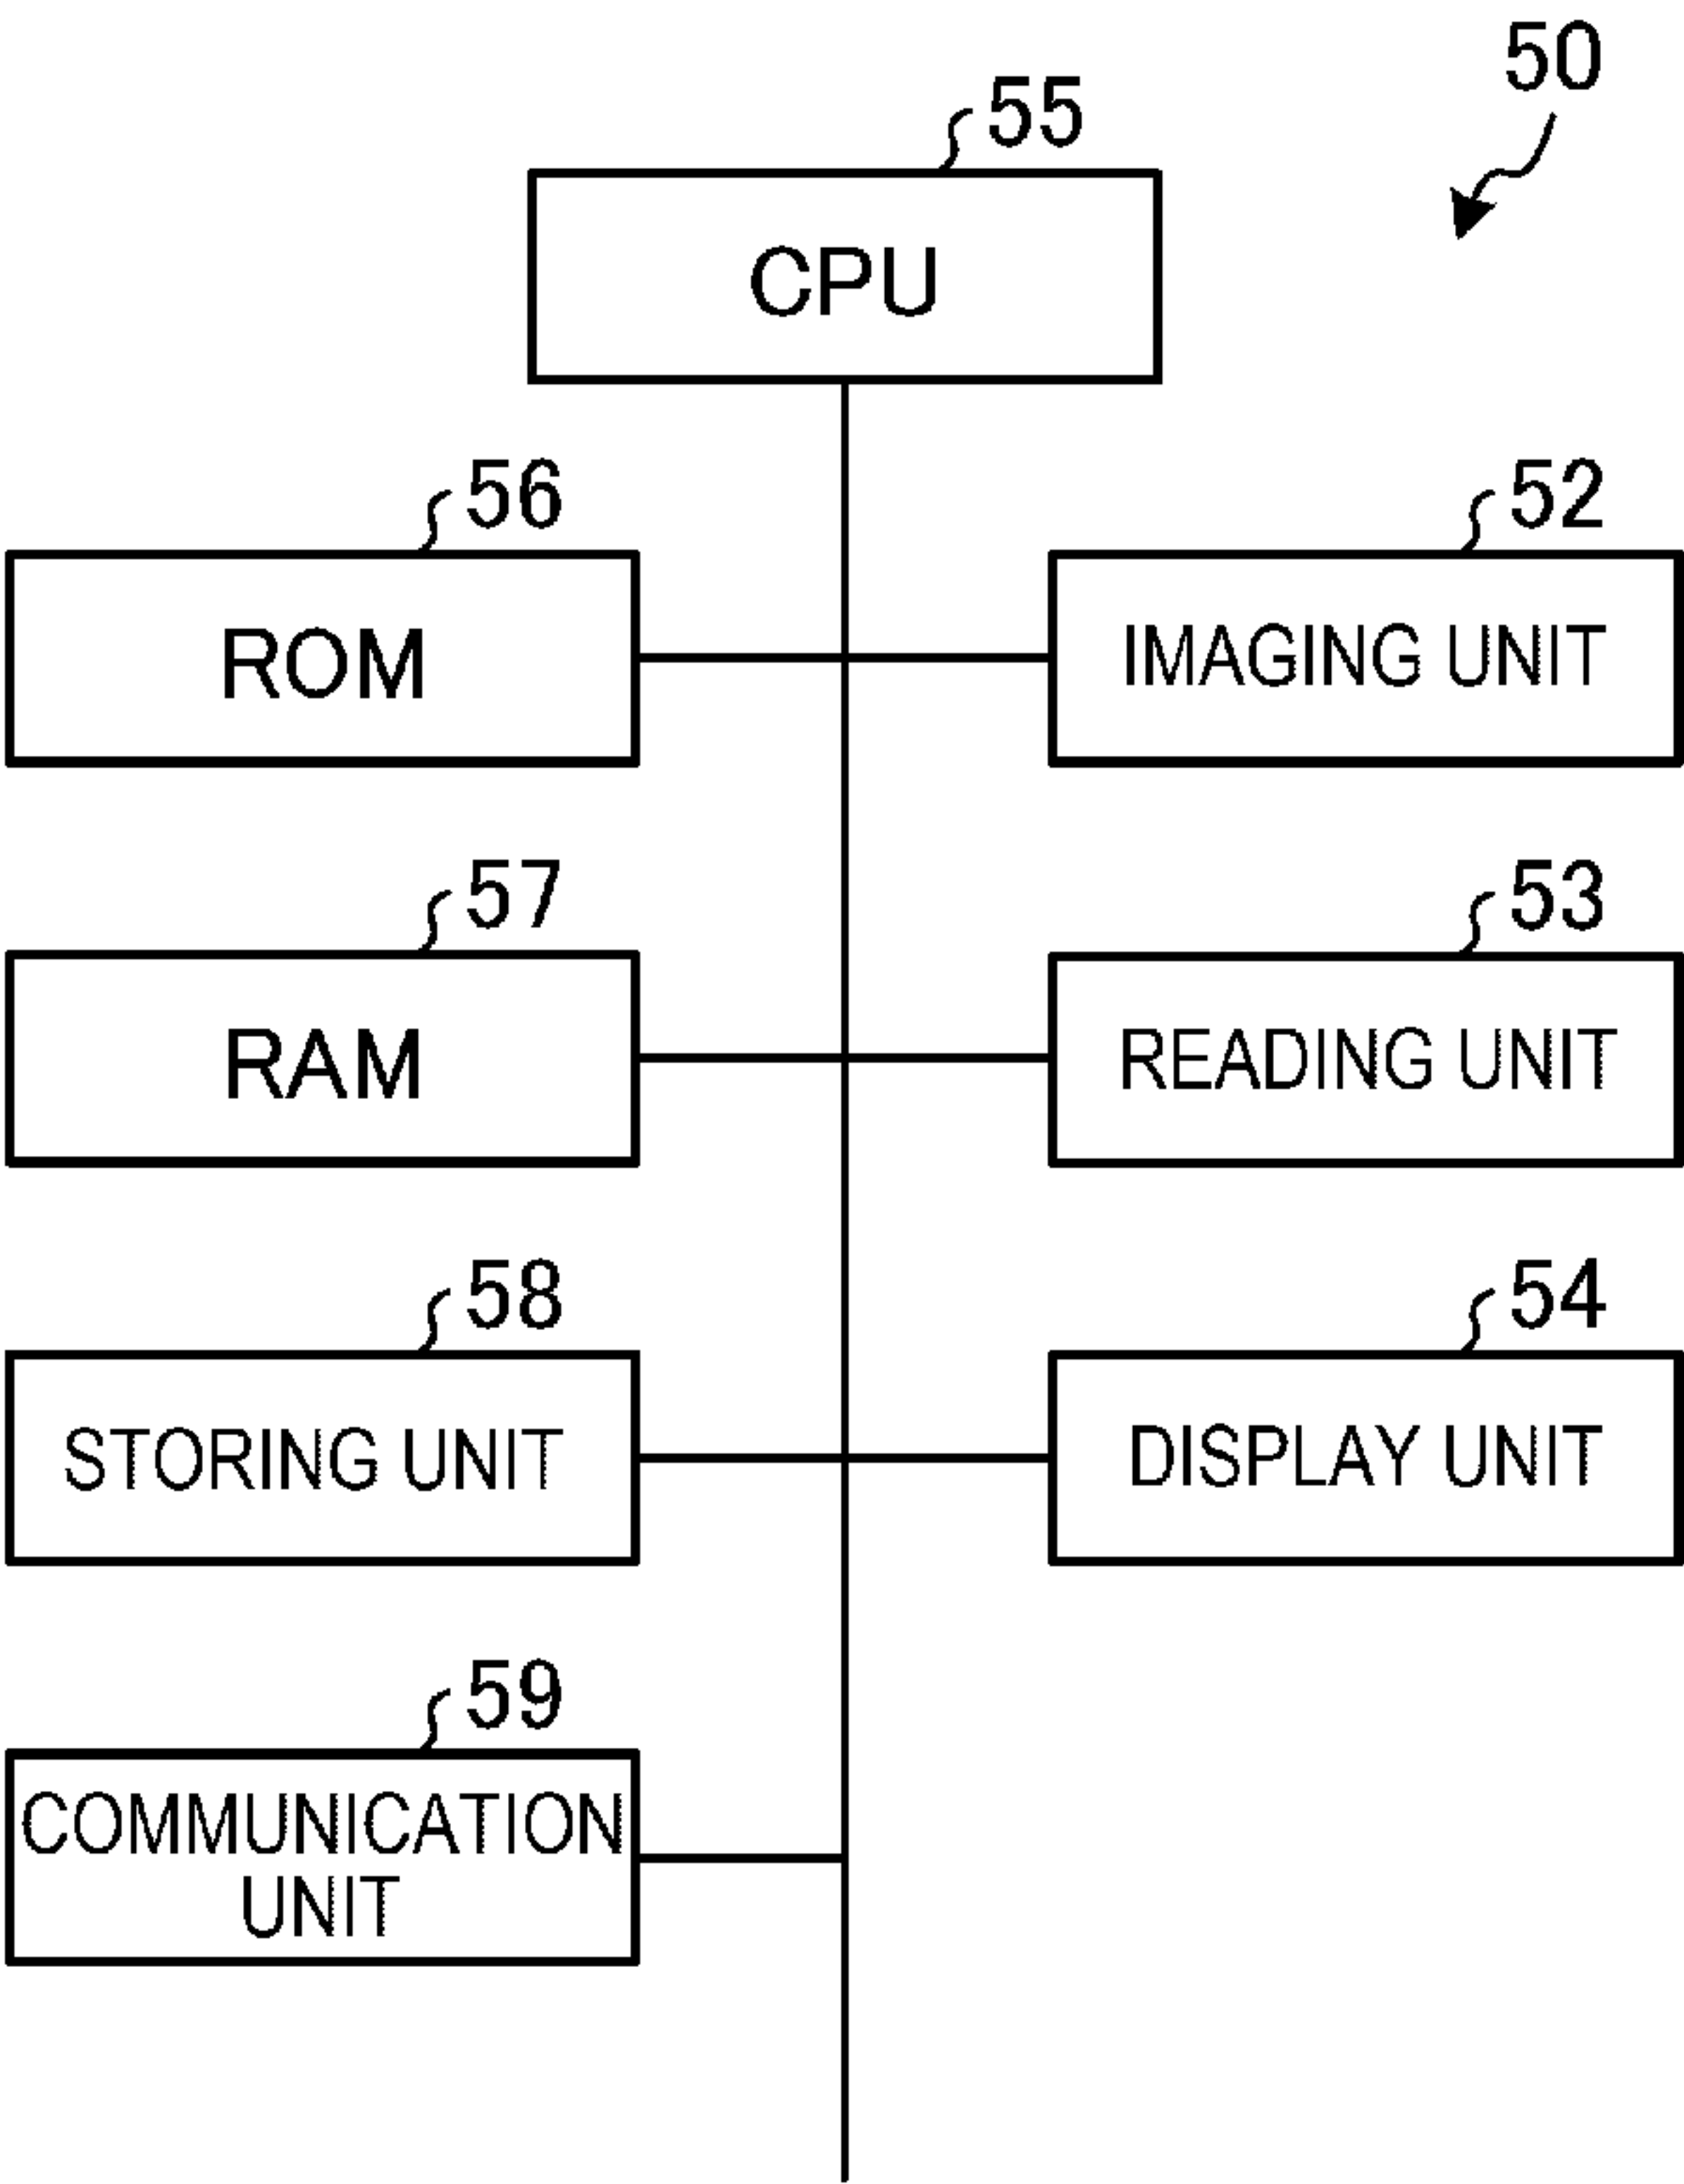 50
55
CPU
56
52
ROM
IMAGING UNIT
57
53
RAM
READING UNIT
58
54
STORING UNIT
DISPLAY UNIT
59
COMMUNICATION
UNIT